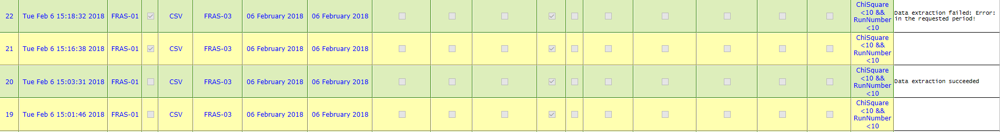 22 Tue Feb 6 15:18:32 2018 FRAS-01 CSV FRAS-03 06 February 2018 06 February 2018 ChiSquare <10 && RunNumber <10 Data extraction failed: Error: in the requested period!
21 Tue Feb 6 15:16:38 2018 FRAS-01 CSV FRAS-03 06 February 2018 06 February 2018 ChiSquare <10 && RunNumber <10
20 Tue Feb 6 15:03:31 2018 FRAS-01 CSV FRAS-03 06 February 2018 06 February 2018 ChiSquare <10 && RunNumber <10 Data extraction succeeded
19 Tue Feb 6 15:01:46 2018 FRAS-01 CSV FRAS-03 06 February 2018 06 February 2018 ChiSquare <10 && RunNumber <10